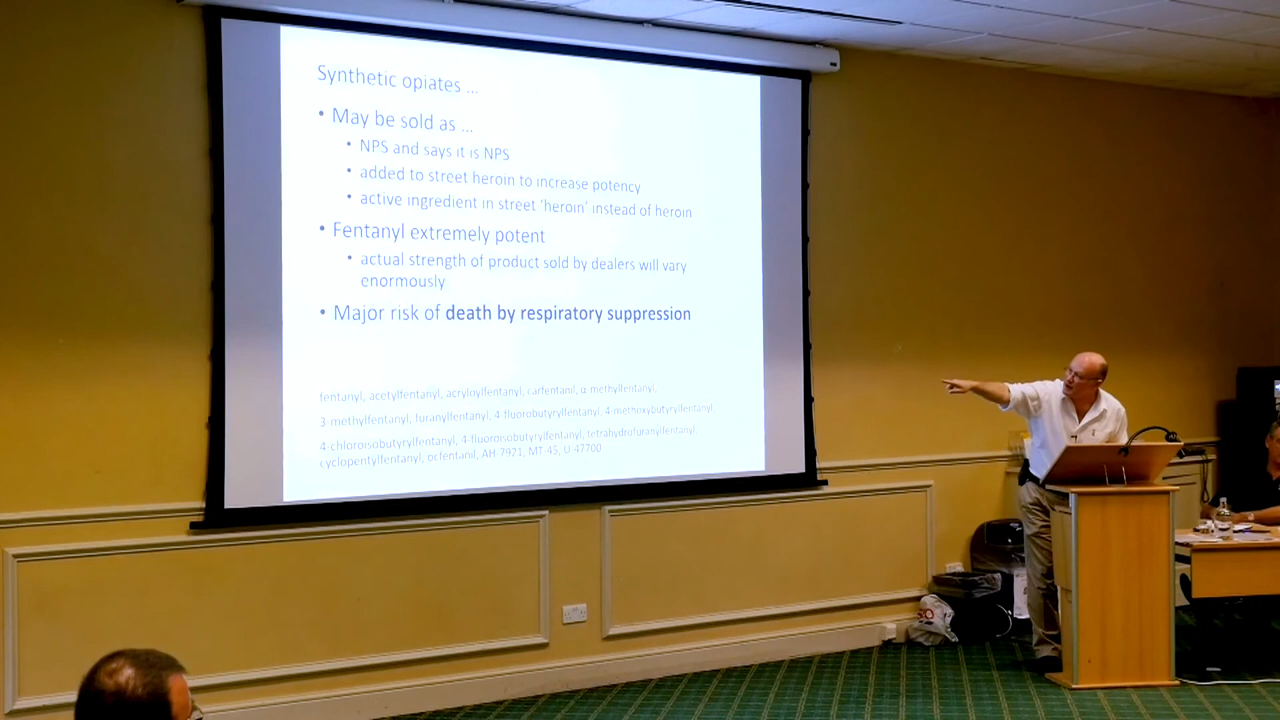 Synthetic opiates ...
• May be sold as ...
• NPS and says it is NPS
• added to street heroin to increase potency
• active ingredient in street 'heroin' instead of heroin
• Fentanyl extremely potent
• actual strength of product sold by dealers will vary
enormously
• Major risk of death by respiratory suppression
fentanyl, acetylfentanyl, acryloylfentanyl, carfentanil, α-methylfentanyl,
3-methylfentanyl, furanylfentanyl, 4-fluorobutyrylfentanyl, 4-methoxybutyrylfentanyl,
4-chloroisobutyrylfentanyl, 4-fluoroisobutyrylfentanyl, tetrahydrofuranylfentanyl,
cyclopentylfentanyl, ocfentanil, AH-7921, MT-45, U-47700